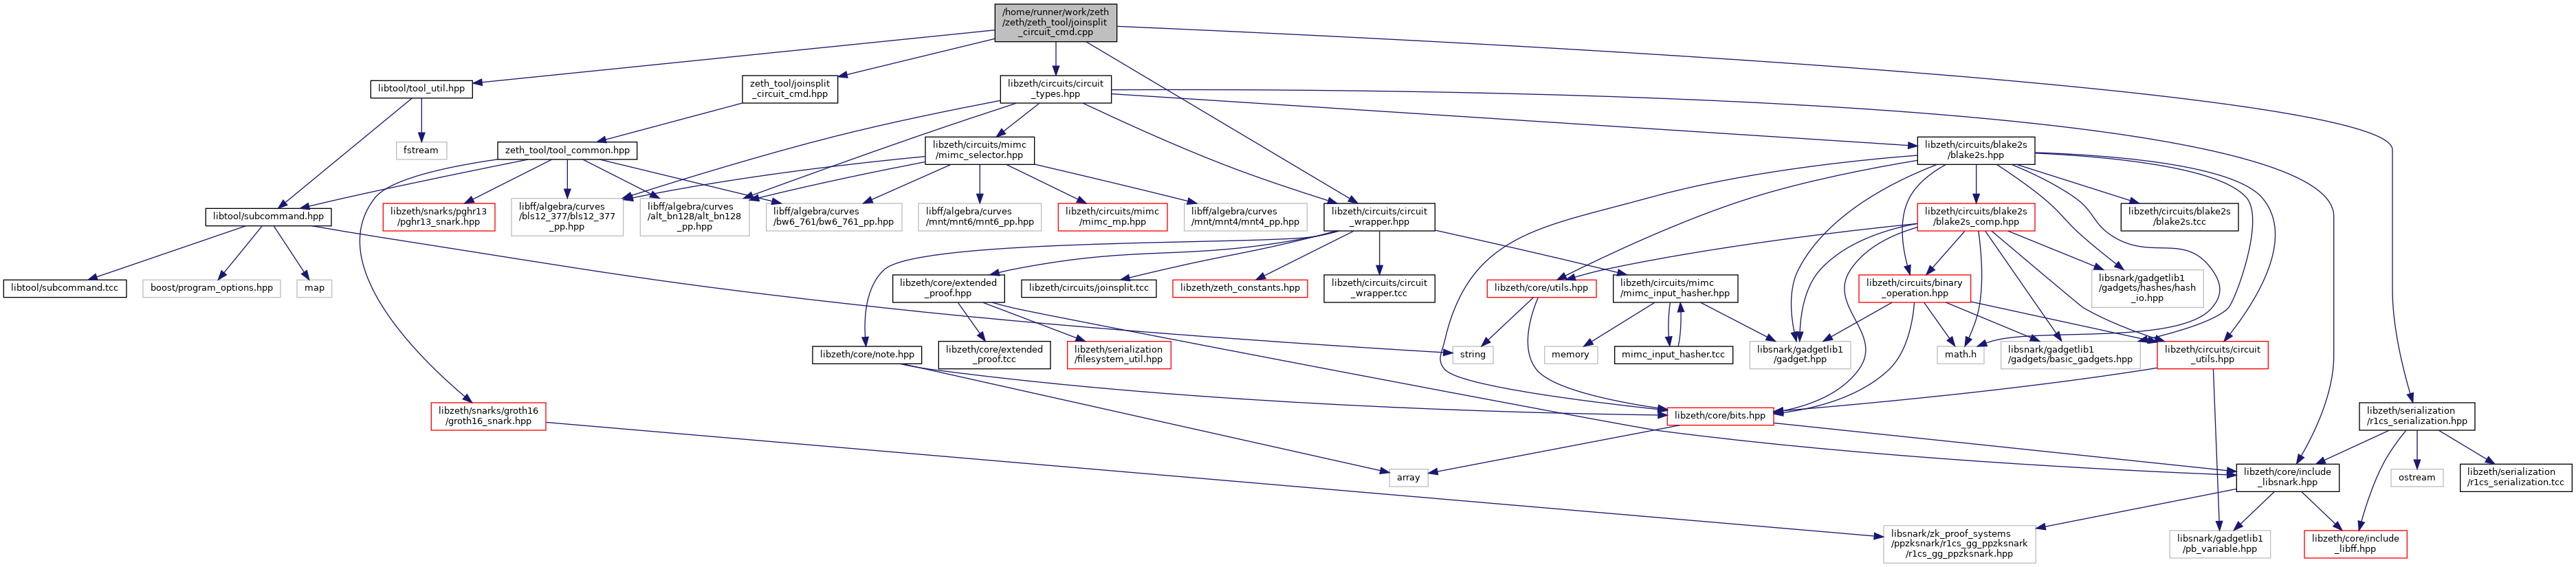 /home/runner/work/zeth
/zeth/zeth_tool/joinsplit
_circuit_cmd.cpp
libtool/tool_util.hpp
zeth_tool/joinsplit
_circuit_cmd.hpp
libzeth/circuits/circuit
_types.hpp
fstream
zeth_tool/tool_common.hpp
libzeth/circuits/mimc
/mimc_selector.hpp
libzeth/circuits/blake2s
/blake2s.hpp
libtool/subcommand.hpp
libzeth/snarks/pghr13
/pghr13_snark.hpp
libff/algebra/curves
/bls12_377/bls12_377
_pp.hpp
libff/algebra/curves
/alt_bn128/alt_bn128
_pp.hpp
libff/algebra/curves
/bw6_761/bw6_761_pp.hpp
libff/algebra/curves
/mnt/mnt6/mnt6_pp.hpp
libzeth/circuits/mimc
/mimc_mp.hpp
libff/algebra/curves
/mnt/mnt4/mnt4_pp.hpp
libzeth/circuits/circuit
_wrapper.hpp
libzeth/circuits/blake2s
/blake2s_comp.hpp
libzeth/circuits/blake2s
/blake2s.tcc
libtool/subcommand.tcc
boost/program_options.hpp
map
libzeth/core/extended
_proof.hpp
libzeth/circuits/joinsplit.tcc
libzeth/zeth_constants.hpp
libzeth/circuits/circuit
_wrapper.tcc
libzeth/core/utils.hpp
libzeth/circuits/mimc
/mimc_input_hasher.hpp
libzeth/circuits/binary
_operation.hpp
libsnark/gadgetlib1
/gadgets/hashes/hash
_io.hpp
libzeth/core/note.hpp
libzeth/core/extended
_proof.tcc
libzeth/serialization
/filesystem_util.hpp
string
memory
mimc_input_hasher.tcc
libsnark/gadgetlib1
/gadget.hpp
math.h
libsnark/gadgetlib1
/gadgets/basic_gadgets.hpp
libzeth/circuits/circuit
_utils.hpp
libzeth/snarks/groth16
/groth16_snark.hpp
libzeth/core/bits.hpp
libzeth/serialization
/r1cs_serialization.hpp
array
libzeth/core/include
_libsnark.hpp
ostream
libzeth/serialization
/r1cs_serialization.tcc
libsnark/zk_proof_systems
/ppzksnark/r1cs_gg_ppzksnark
/r1cs_gg_ppzksnark.hpp
libsnark/gadgetlib1
/pb_variable.hpp
libzeth/core/include
_libff.hpp